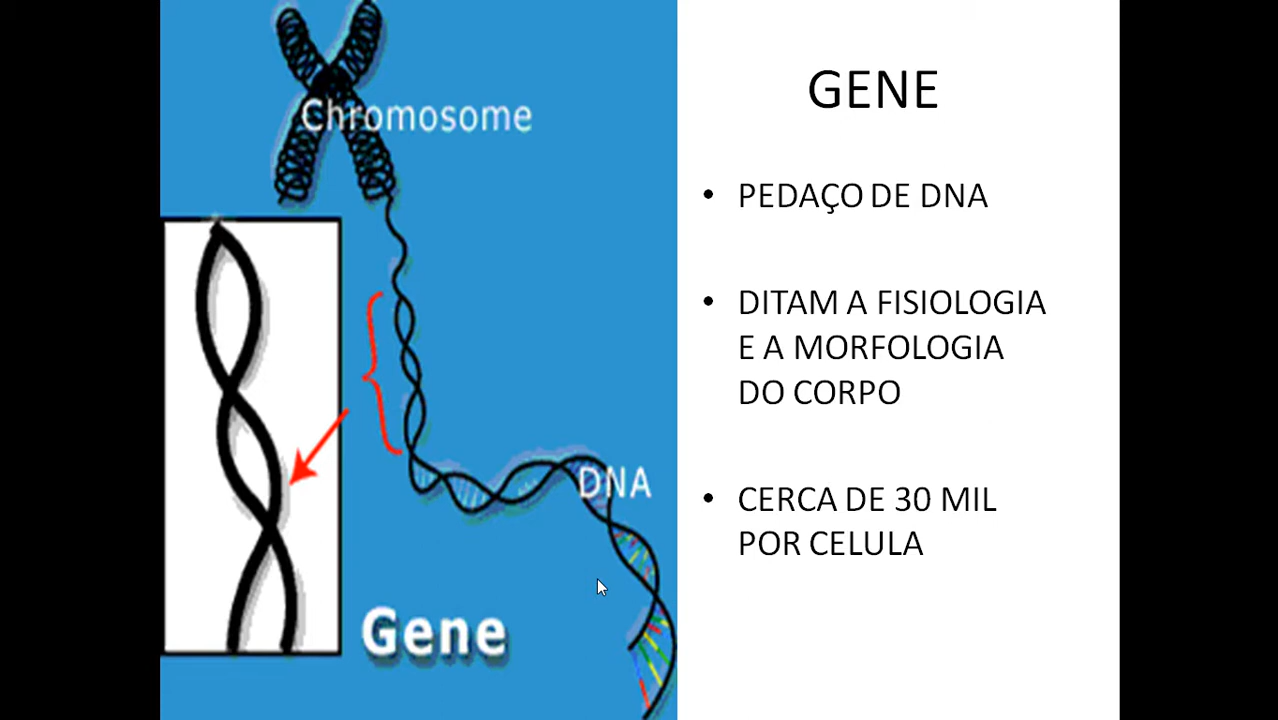 Chromosome
DNA
Gene
GENE
• PEDAÇO DE DNA
• DITAM A FISIOLOGIA
E A MORFOLOGIA
DO CORPO
• CERCA DE 30 MIL
POR CELULA